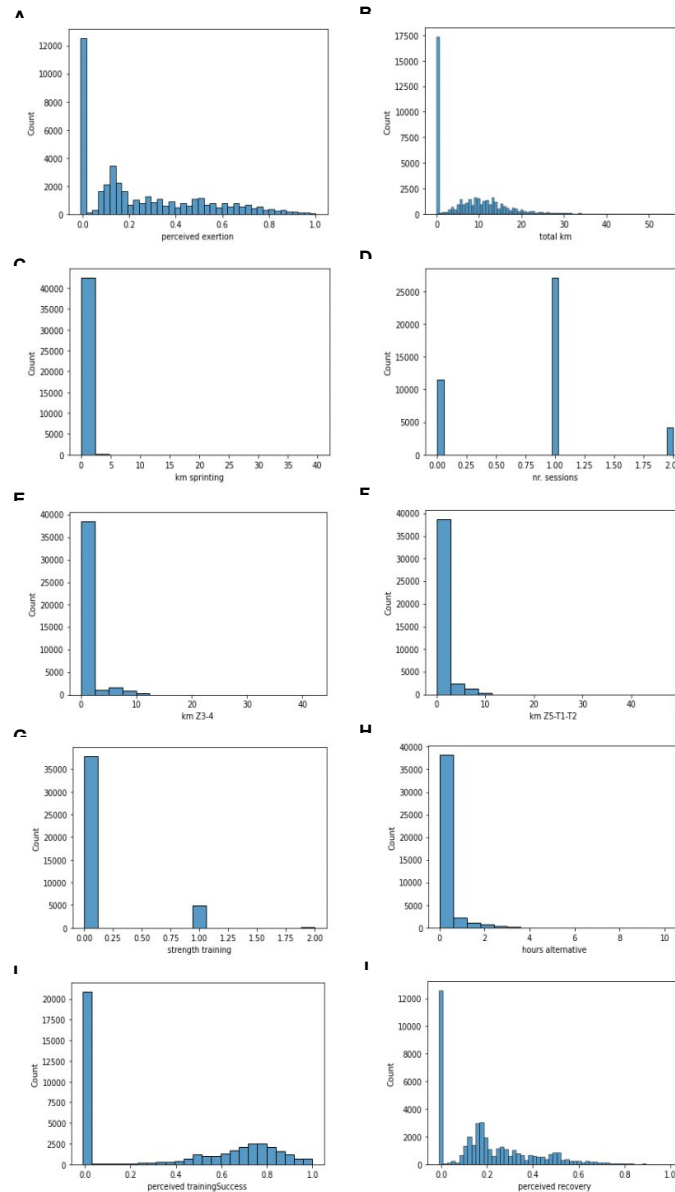 A
12000
10000
8000
6000
4000
2000
0
Count
0.0 0.2 0.4 0.6 0.8 1.0
perceived exertion
B
17500
15000
12500
10000
7500
5000
2500
0
Count
0 10 20 30 40 50
total km
C
40000
35000
30000
25000
20000
15000
10000
5000
0
Count
0 5 10 15 20 25 30 35 40
km sprinting
D
25000
20000
15000
10000
5000
0
Count
0.00 0.25 0.50 0.75 1.00 1.25 1.50 1.75
nr. sessions
40000
35000
30000
25000
20000
15000
10000
5000
0
Count
0 10 20 30 40
km Z3-4
40000
35000
30000
25000
20000
15000
10000
5000
0
Count
0 10 20 30 40
km Z5-T1-T2
G
35000
30000
25000
20000
15000
10000
5000
0
Count
0.00 0.25 0.50 0.75 1.00 1.25 1.50 1.75 2.00
strength training
H
40000
35000
30000
25000
20000
15000
10000
5000
0
Count
0 2 4 6 8 10
hours alternative
20000
17500
15000
12500
10000
7500
5000
2500
0
Count
0.0 0.2 0.4 0.6 0.8 1.0
perceived trainingSuccess
12000
10000
8000
6000
4000
2000
0
Count
0.0 0.2 0.4 0.6 0.8 1.0
perceived recovery